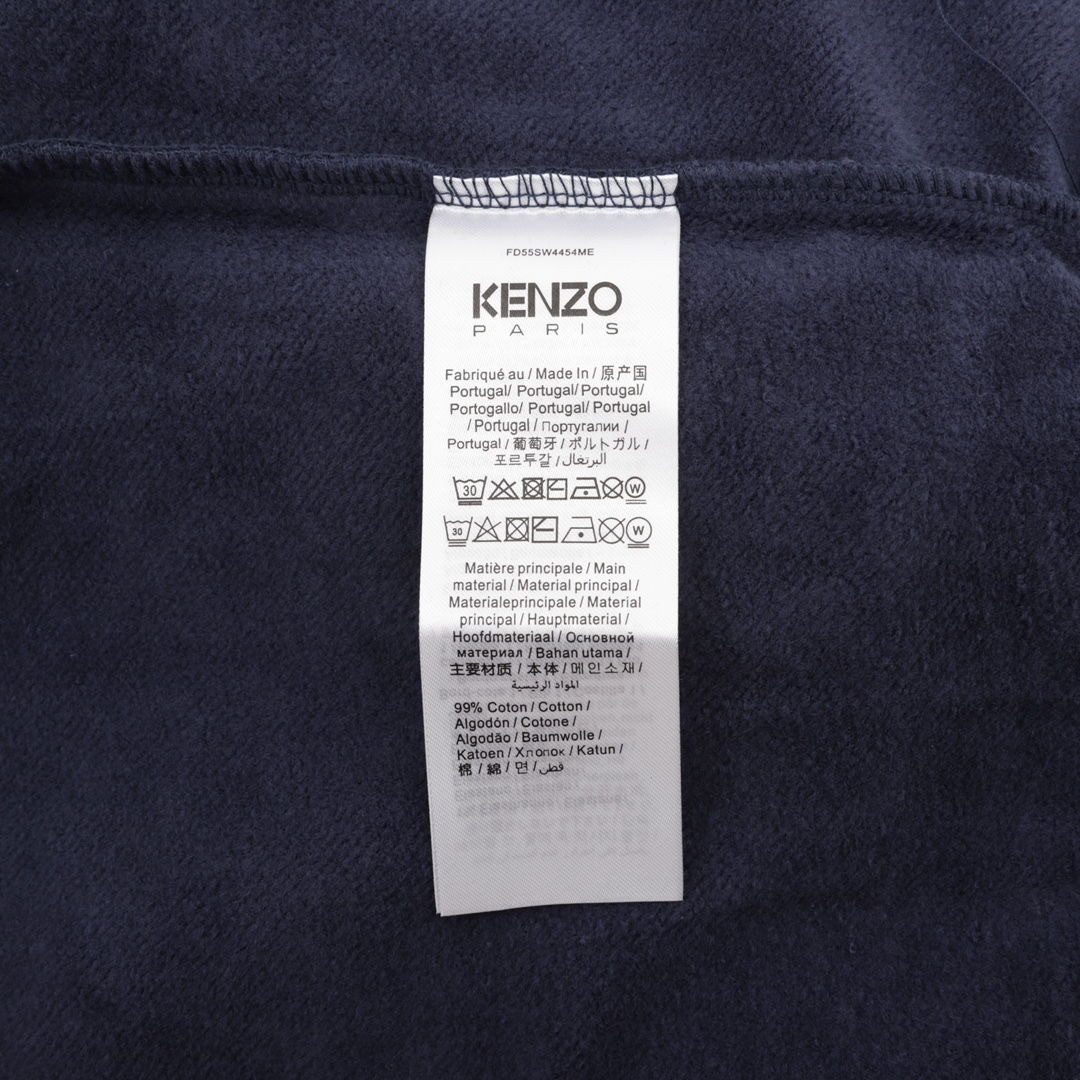 FD55SW4454ME
KENZO
PARIS
Fabriqué au / Made In / 原产国
Portugal/ Portugal/ Portugal/
Portogallo/ Portugal/ Portugal
/ Portugal / Португалии /
Portugal / 葡萄牙 / ポルトガル /
포르투갈 / البرتغال/
30 W
30 W
Matière principale / Main
material / Material principal /
Materialeprincipale / Material
principal / Hauptmaterial /
Hoofdmateriaal / Основной
материал / Bahan utama /
主要材质 / 本体 / 메인소재 /
المواد الرئيسية
99% Coton / Cotton /
Algodón / Cotone /
Algodão / Baumwolle /
Katoen / Хлопок / Katun /
棉 / 綿 / 면 / قطن